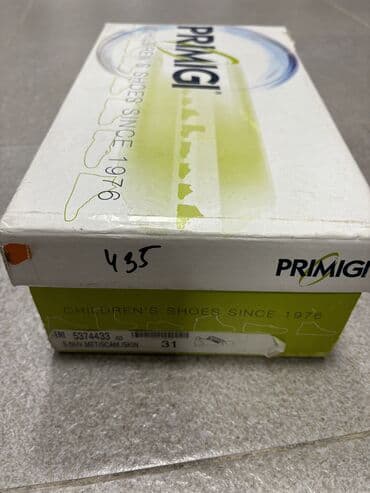 PRIMIGI
CHILDREN'S SHOES SINCE 1976
435
PRIMIGI
CHILDREN'S SHOES SINCE 1976
5374433
31